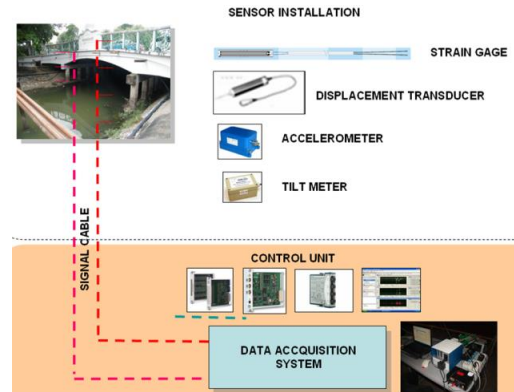 SENSOR INSTALLATION
STRAIN GAGE
DISPLACEMENT TRANSDUCER
ACCELEROMETER
TILT METER
SIGNAL CABLE
CONTROL UNIT
DATA ACCQUISITION
SYSTEM